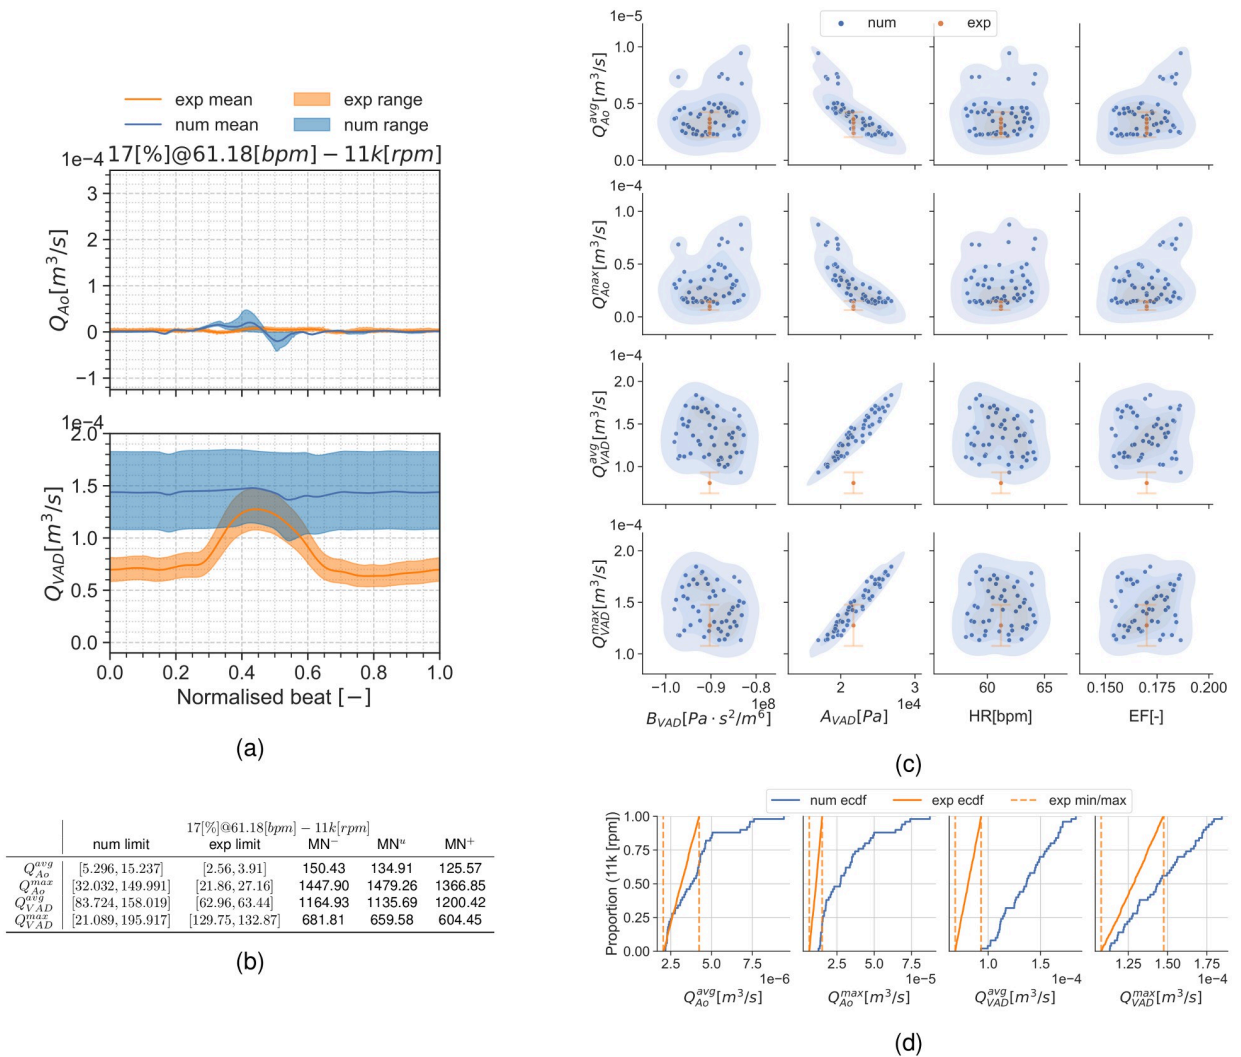 exp mean
exp range
num mean
num range
1e−4
17[%]@61.18[bpm] − 11k[rpm]
3
2
1
0
−1
Q_Ao[m³/s]
1e−4
2.0
1.5
1.0
0.5
0.0
Q_VAD[m³/s]
0.0 0.2 0.4 0.6 0.8 1.0
Normalised beat [−]
(a)
17[%]@61.18[bpm] − 11k[rpm]
num limit exp limit MN⁻ MNᵘ MN⁺
Q_Ao^avg [5.296, 15.237] [2.56, 3.91] 150.43 134.91 125.57
Q_Ao^max [32.032, 149.991] [21.86, 27.16] 1447.90 1479.26 1366.85
Q_VAD^avg [83.724, 158.019] [62.96, 63.44] 1164.93 1135.69 1200.42
Q_VAD^max [21.089, 195.917] [129.75, 132.87] 681.81 659.58 604.45
(b)
num exp
1e−5
1.0
0.5
0.0
Q_Ao^avg[m³/s]
1e−4
1.0
0.5
0.0
Q_Ao^max[m³/s]
1e−4
2.0
1.5
1.0
Q_VAD^avg[m³/s]
1e−4
2.0
1.5
1.0
Q_VAD^max[m³/s]
−1.0 −0.9 −0.8
1e8
B_VAD[Pa · s²/m⁶]
2 3
1e4
A_VAD[Pa]
60 65
HR[bpm]
0.150 0.175 0.200
EF[-]
(c)
num ecdf exp ecdf exp min/max
1.00
0.75
0.50
0.25
0.00
Proportion (11k [rpm])
2.5 5.0 7.5
1e−6
Q_Ao^avg[m³/s]
2.5 5.0 7.5
1e−5
Q_Ao^max[m³/s]
1.0 1.5
1e−4
Q_VAD^avg[m³/s]
1.25 1.50 1.75
1e−4
Q_VAD^max[m³/s]
(d)